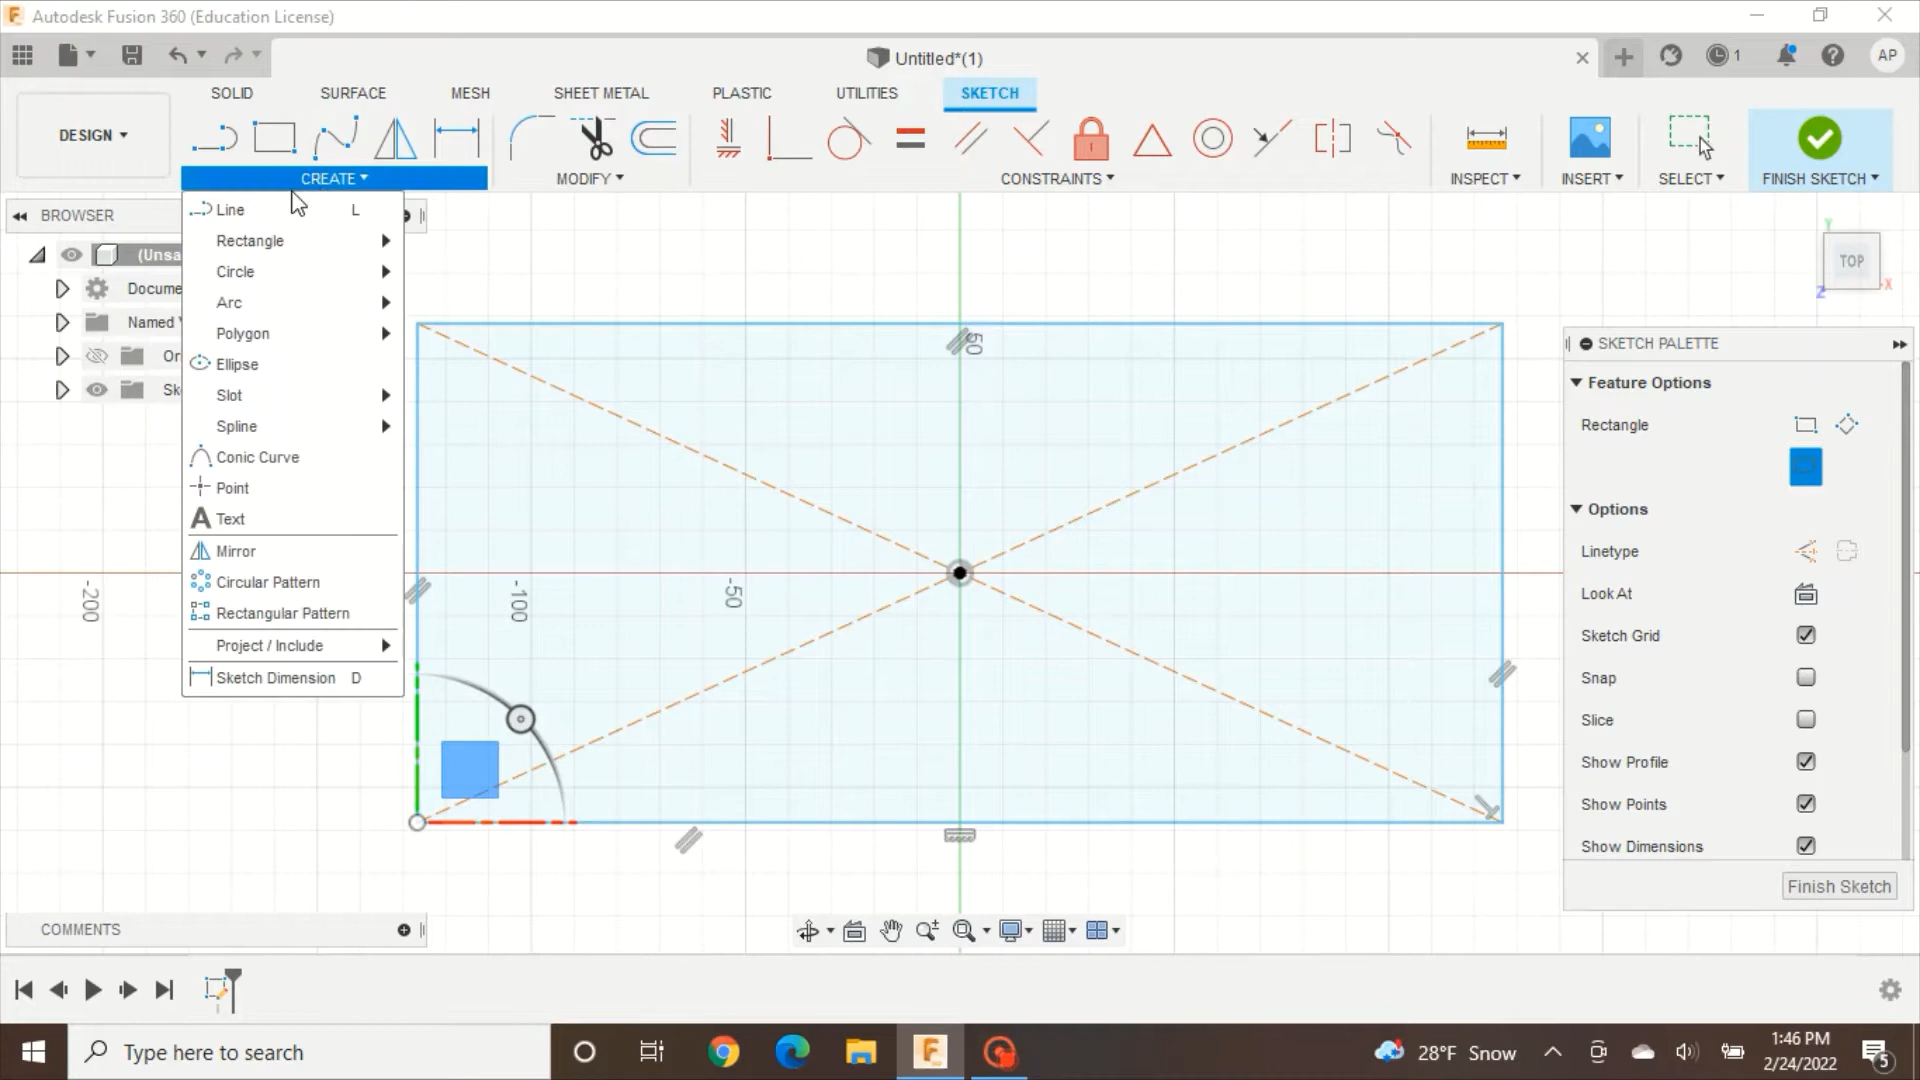 Autodesk Fusion 360 (Education License)
Untitled*(1)
1
AP
SOLID
SURFACE
MESH
SHEET METAL
PLASTIC
UTILITIES
SKETCH
DESIGN
CREATE
MODIFY
CONSTRAINTS
INSPECT
INSERT
SELECT
FINISH SKETCH
BROWSER
(Unsa
Docume
Named
Or
Sk
Line L
Rectangle
Circle
Arc
Polygon
Ellipse
Slot
Spline
Conic Curve
Point
A Text
Mirror
Circular Pattern
Rectangular Pattern
Project / Include
Sketch Dimension D
50
-200
-100
-50
TOP
Y
X
Z
SKETCH PALETTE
Feature Options
Rectangle
Options
Linetype
Look At
Sketch Grid
Snap
Slice
Show Profile
Show Points
Show Dimensions
Finish Sketch
COMMENTS
Type here to search
28°F Snow
1:46 PM
2/24/2022
5